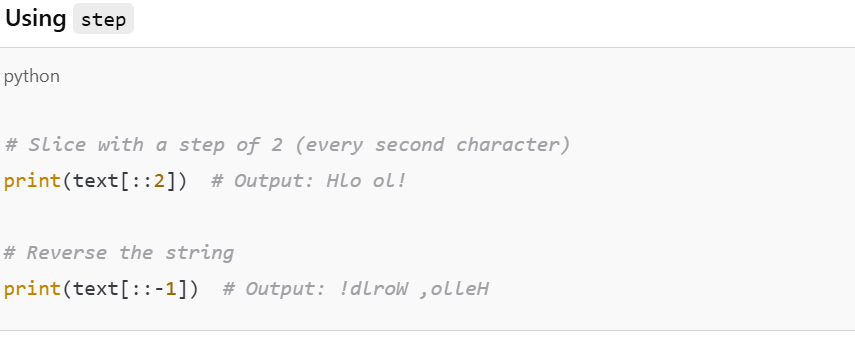 Using step
python
# Slice with a step of 2 (every second character)
print(text[::2])  # Output: Hlo ol!
# Reverse the string
print(text[::-1])  # Output: !dlroW ,olleH